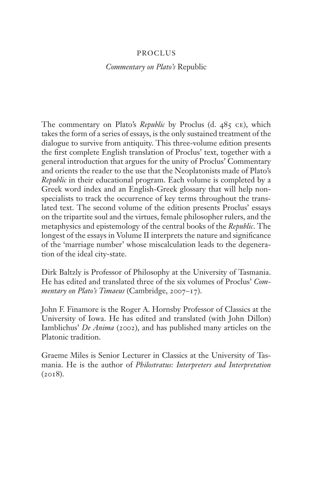 PROCLUS
Commentary on Plato's Republic
The commentary on Plato's Republic by Proclus (d. 485 CE), which
takes the form of a series of essays, is the only sustained treatment of the
dialogue to survive from antiquity. This three-volume edition presents
the first complete English translation of Proclus' text, together with a
general introduction that argues for the unity of Proclus' Commentary
and orients the reader to the use that the Neoplatonists made of Plato's
Republic in their educational program. Each volume is completed by a
Greek word index and an English-Greek glossary that will help non-
specialists to track the occurrence of key terms throughout the trans-
lated text. The second volume of the edition presents Proclus' essays
on the tripartite soul and the virtues, female philosopher rulers, and the
metaphysics and epistemology of the central books of the Republic. The
longest of the essays in Volume II interprets the nature and significance
of the 'marriage number' whose miscalculation leads to the degenera-
tion of the ideal city-state.
Dirk Baltzly is Professor of Philosophy at the University of Tasmania.
He has edited and translated three of the six volumes of Proclus' Com-
mentary on Plato's Timaeus (Cambridge, 2007–17).
John F. Finamore is the Roger A. Hornsby Professor of Classics at the
University of Iowa. He has edited and translated (with John Dillon)
Iamblichus' De Anima (2002), and has published many articles on the
Platonic tradition.
Graeme Miles is Senior Lecturer in Classics at the University of Tas-
mania. He is the author of Philostratus: Interpreters and Interpretation
(2018).